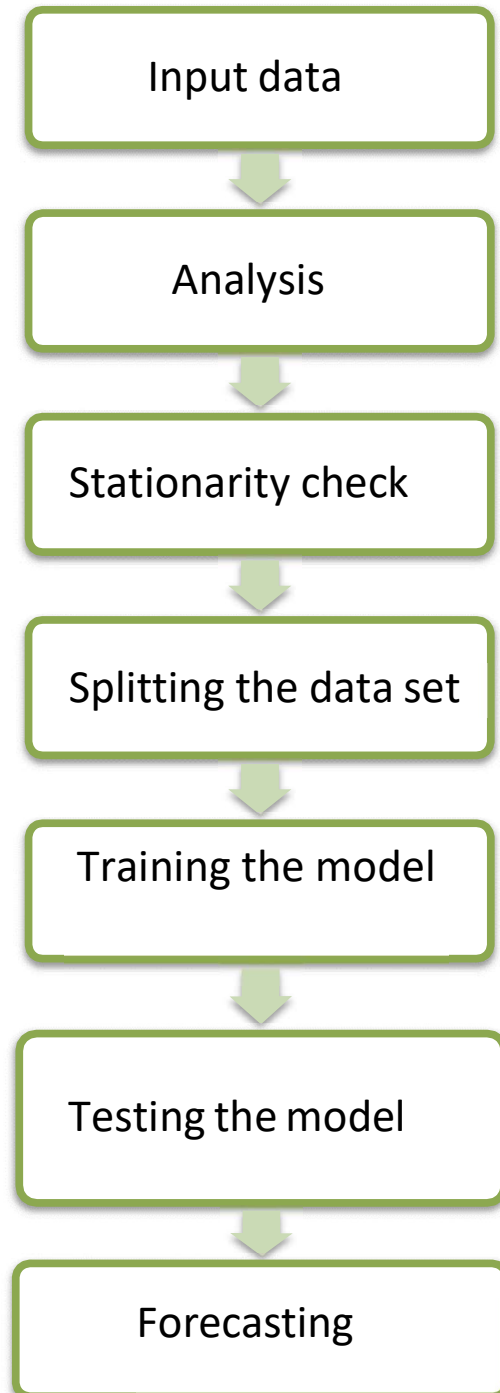 Input data
Analysis
Stationarity check
Splitting the data set
Training the model
Testing the model
Forecasting